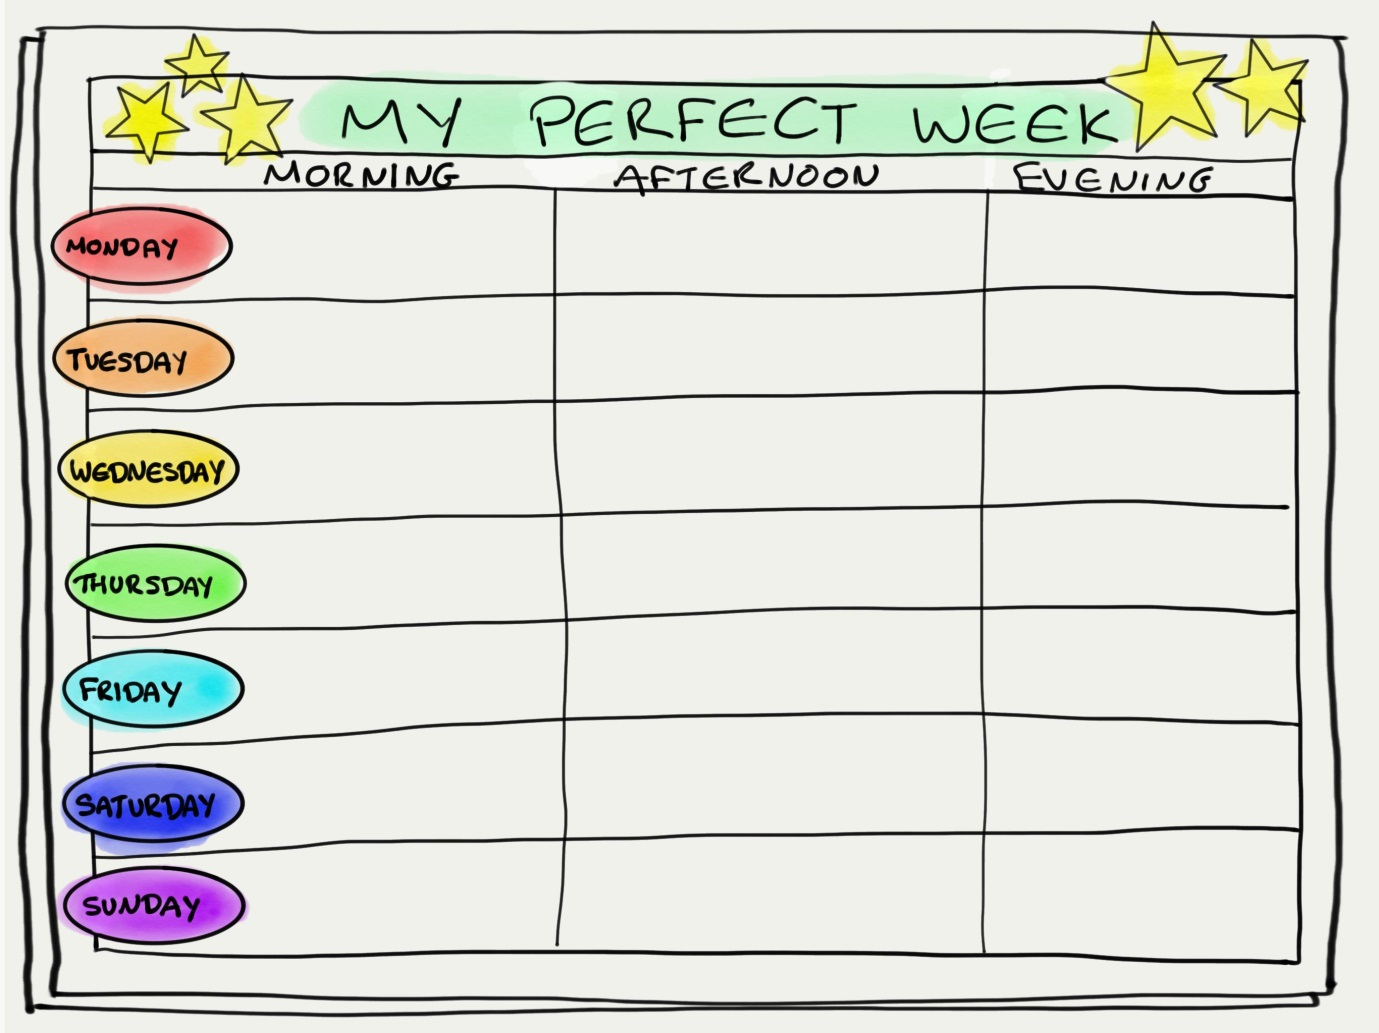 MY PERFECT WEEK
MORNING AFTERNOON EVENING
MONDAY
TUESDAY
WEDNESDAY
THURSDAY
FRIDAY
SATURDAY
SUNDAY